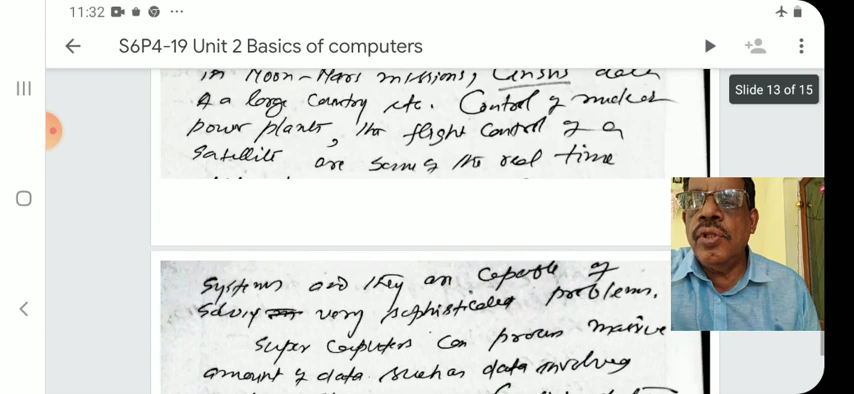 11:32
S6P4-19 Unit 2 Basics of computers
in Moon-Mars missions, Census data
of a large country etc. Control of nuclear
Slide 13 of 15
power plants, the flight control of a
satellite are some of the real time
systems and they are capable of
solving very sophisticated problems.
Super computers can process massive
amount of data such as data involving